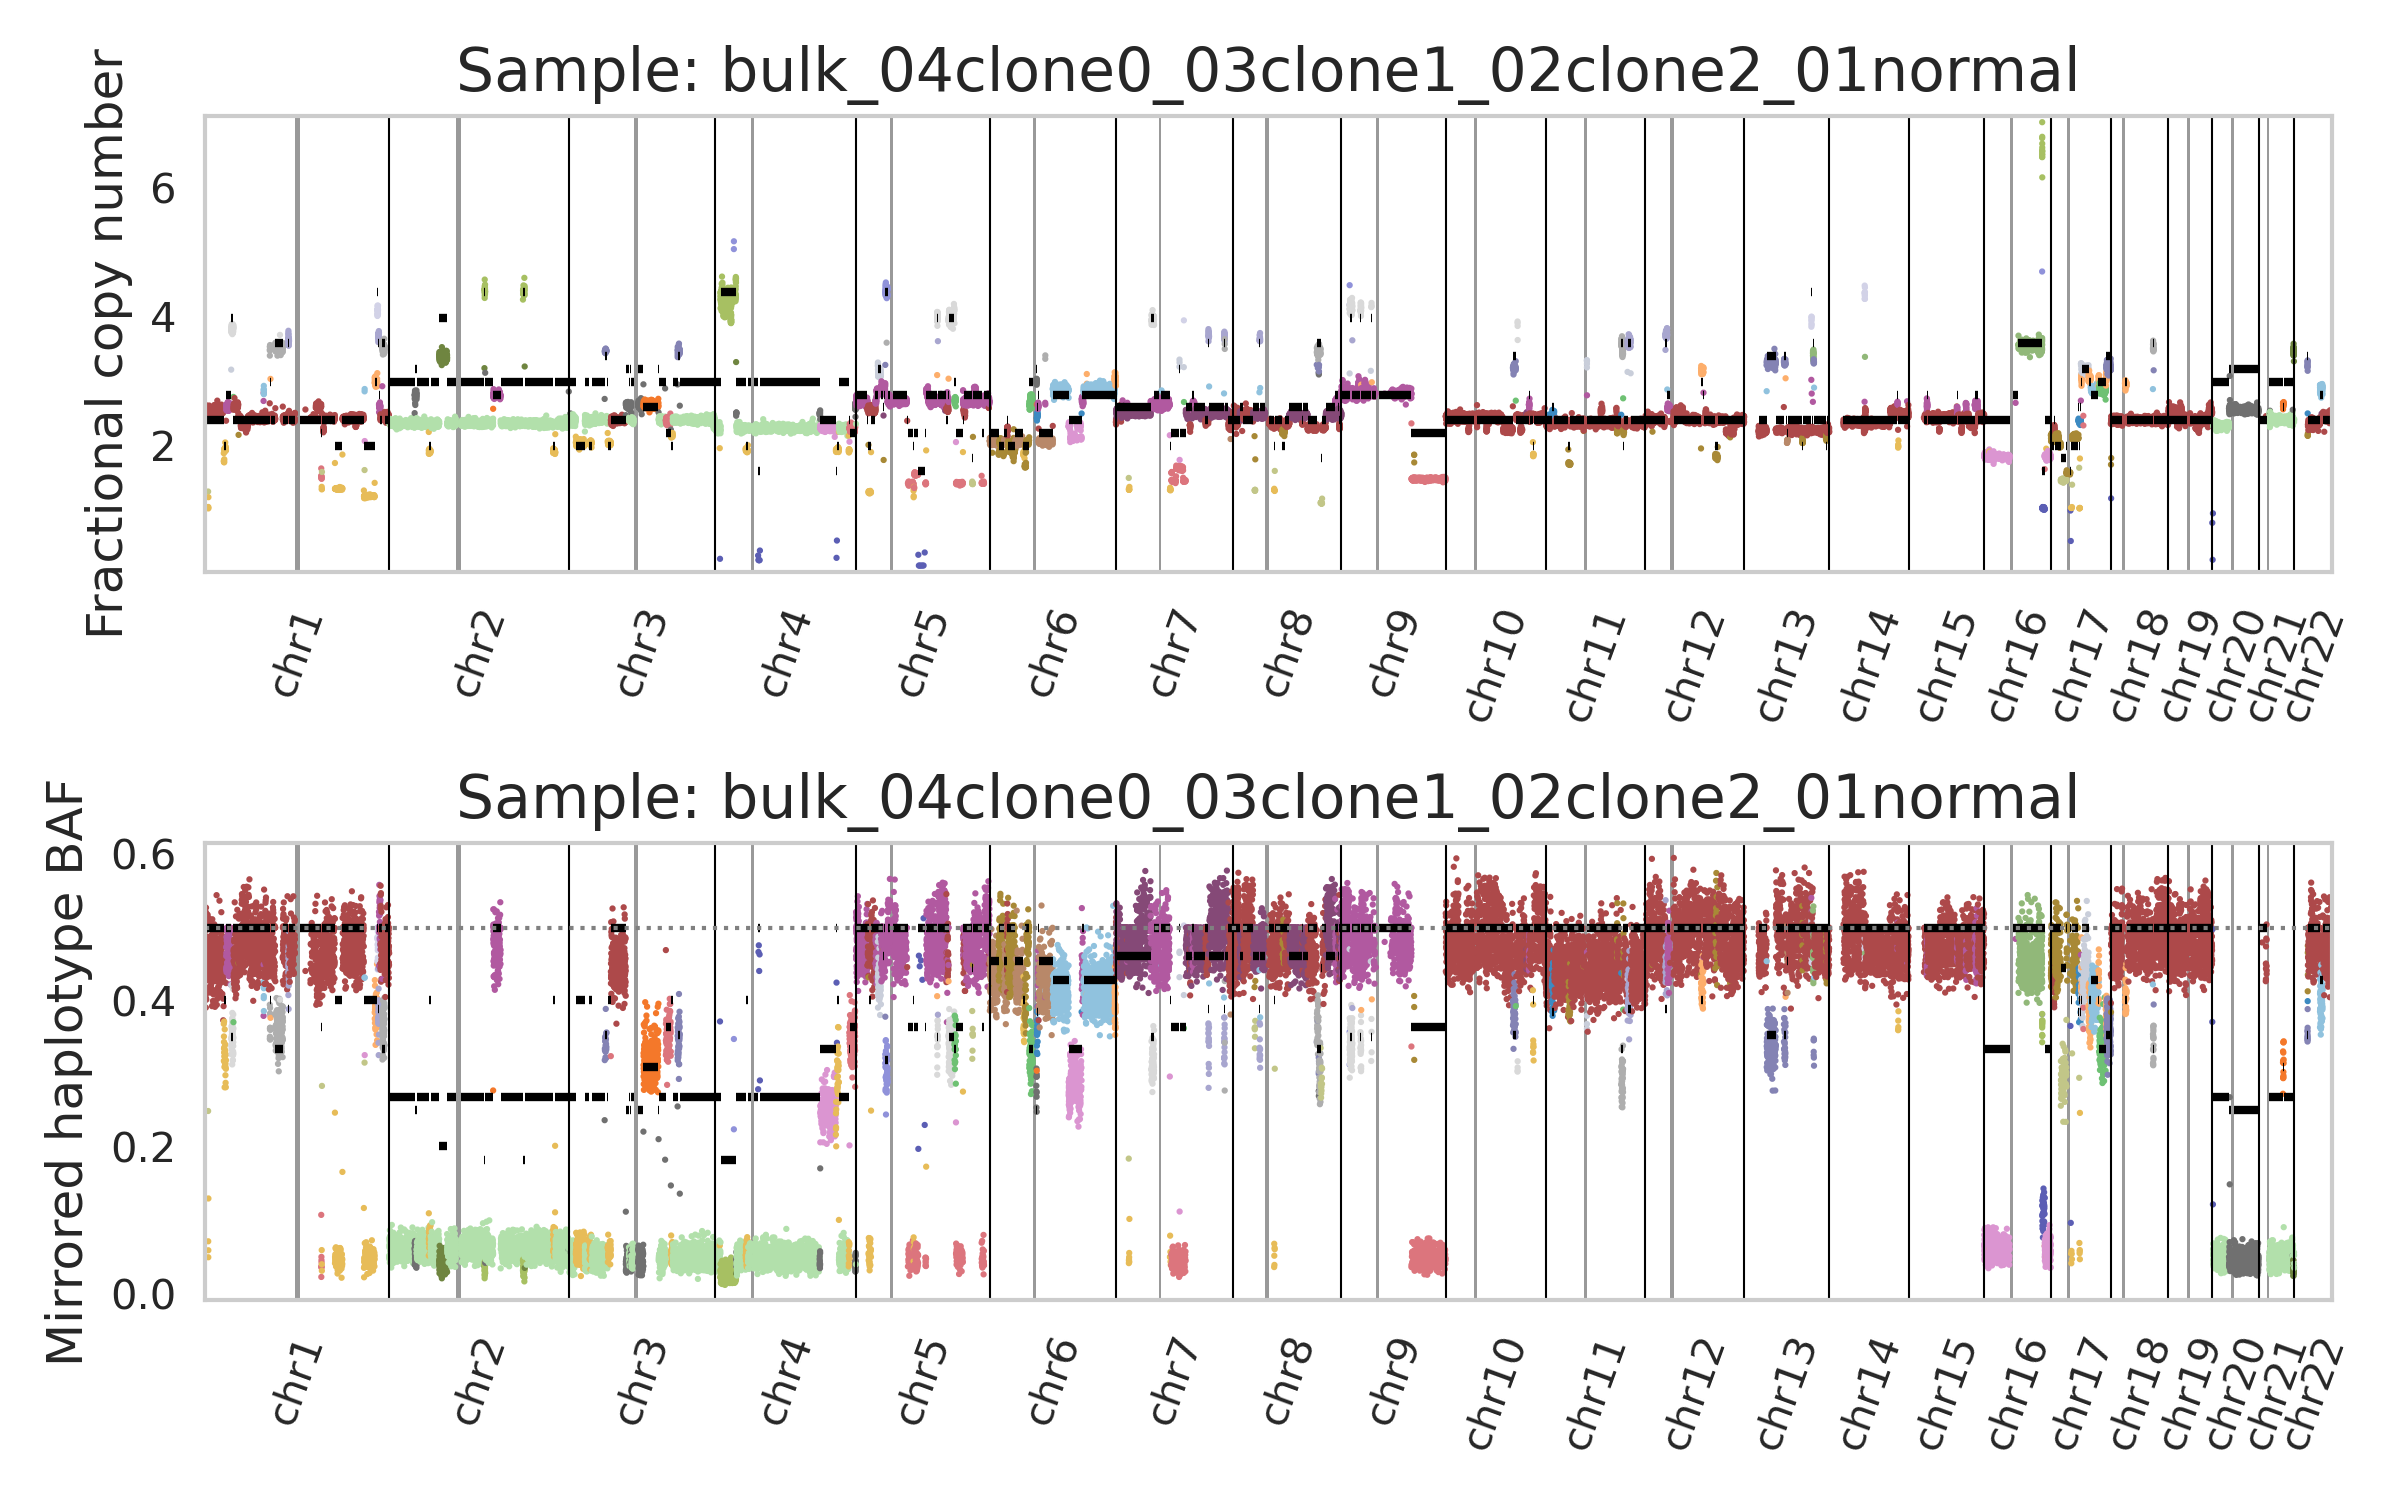 Sample: bulk_04clone0_03clone1_02clone2_01normal
Fractional copy number
6
4
2
chr1
chr2
chr3
chr4
chr5
chr6
chr7
chr8
chr9
chr10
chr11
chr12
chr13
chr14
chr15
chr16
chr17
chr18
chr19
chr20
chr21
chr22
Sample: bulk_04clone0_03clone1_02clone2_01normal
Mirrored haplotype BAF
0.6
0.4
0.2
0.0
chr1
chr2
chr3
chr4
chr5
chr6
chr7
chr8
chr9
chr10
chr11
chr12
chr13
chr14
chr15
chr16
chr17
chr18
chr19
chr20
chr21
chr22